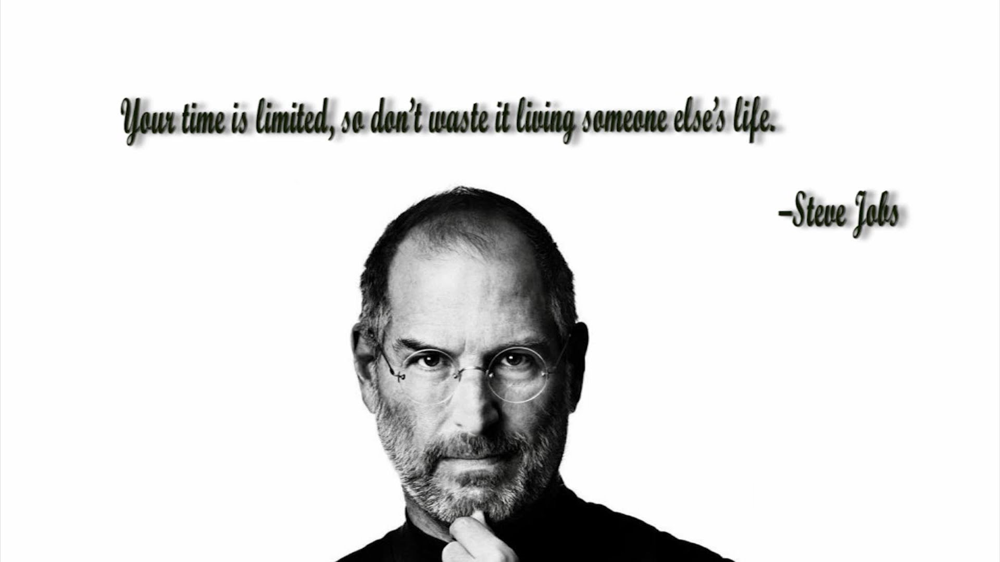 Your time is limited, so don't waste it living someone else's life.
–Steve Jobs